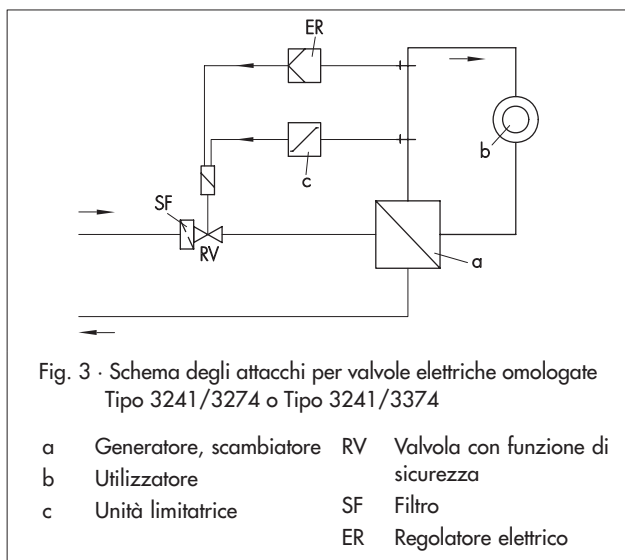 ER
b
c
SF
RV
a
Fig. 3 · Schema degli attacchi per valvole elettriche omologate
Tipo 3241/3274 o Tipo 3241/3374
a Generatore, scambiatore RV Valvola con funzione di
b Utilizzatore sicurezza
c Unità limitatrice SF Filtro
ER Regolatore elettrico